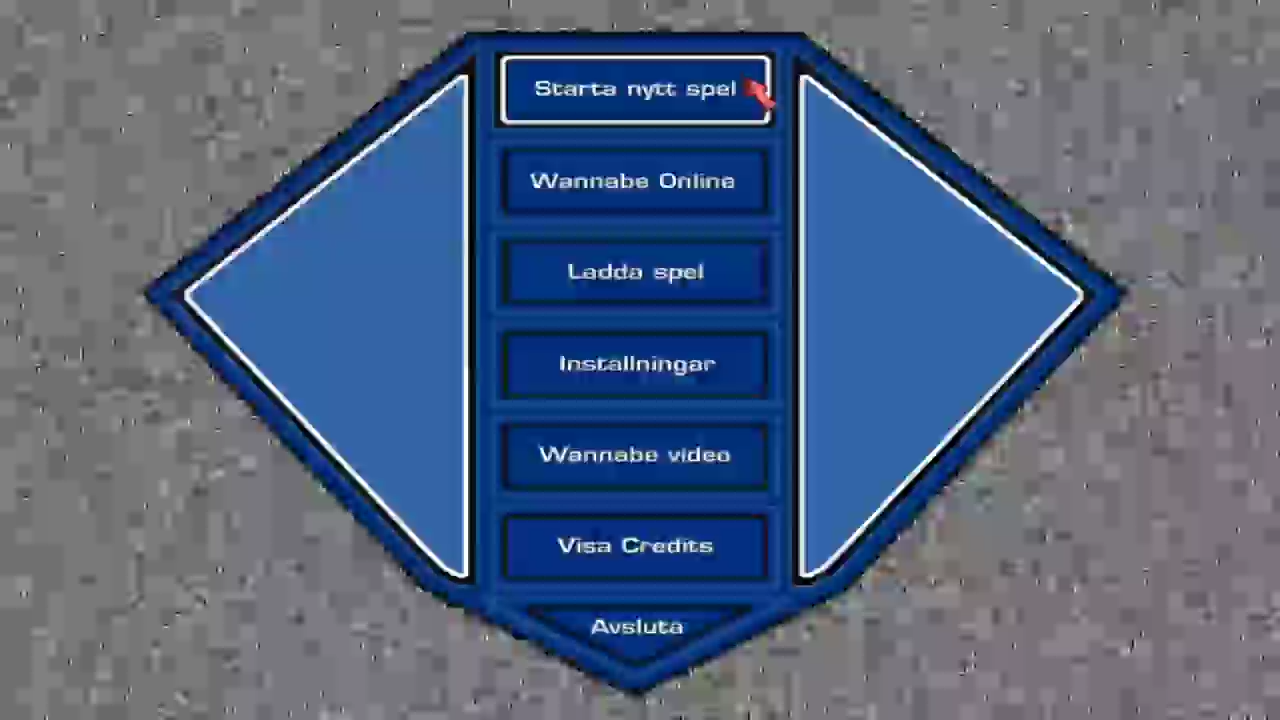 Starta nytt spel
Wannabe Online
Ladda spel
Installningar
Wannabe video
Visa Credits
Avsluta